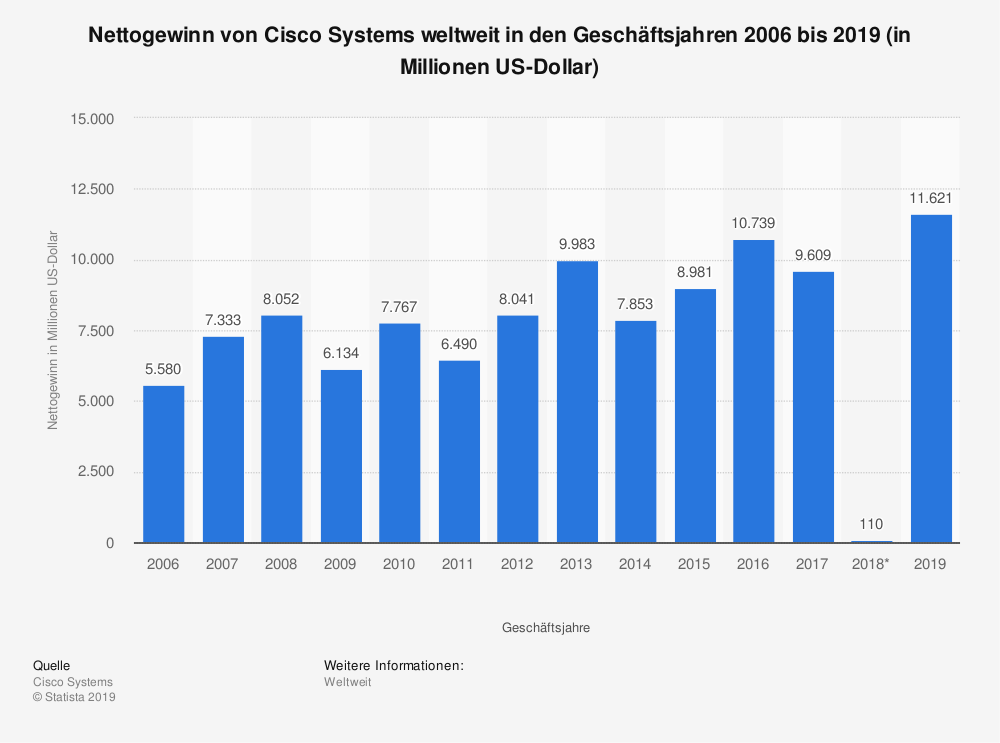 Nettogewinn von Cisco Systems weltweit in den Geschäftsjahren 2006 bis 2019 (in
Millionen US-Dollar)
Nettogewinn in Millionen US-Dollar
15.000
12.500
10.000
7.500
5.000
2.500
0
5.580
7.333
8.052
6.134
7.767
6.490
8.041
9.983
7.853
8.981
10.739
9.609
110
11.621
2006 2007 2008 2009 2010 2011 2012 2013 2014 2015 2016 2017 2018* 2019
Geschäftsjahre
Quelle
Cisco Systems
© Statista 2019
Weitere Informationen:
Weltweit